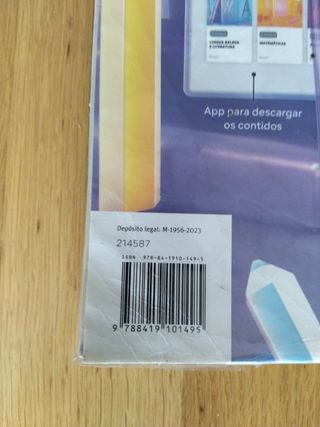 LINGUA GALEGA
E LITERATURA
MATEMÁTICAS
App para descargar
os contidos
Depósito legal: M-1956-2023
214587
ISBN 978-84-1910-149-5
9 788419 101495